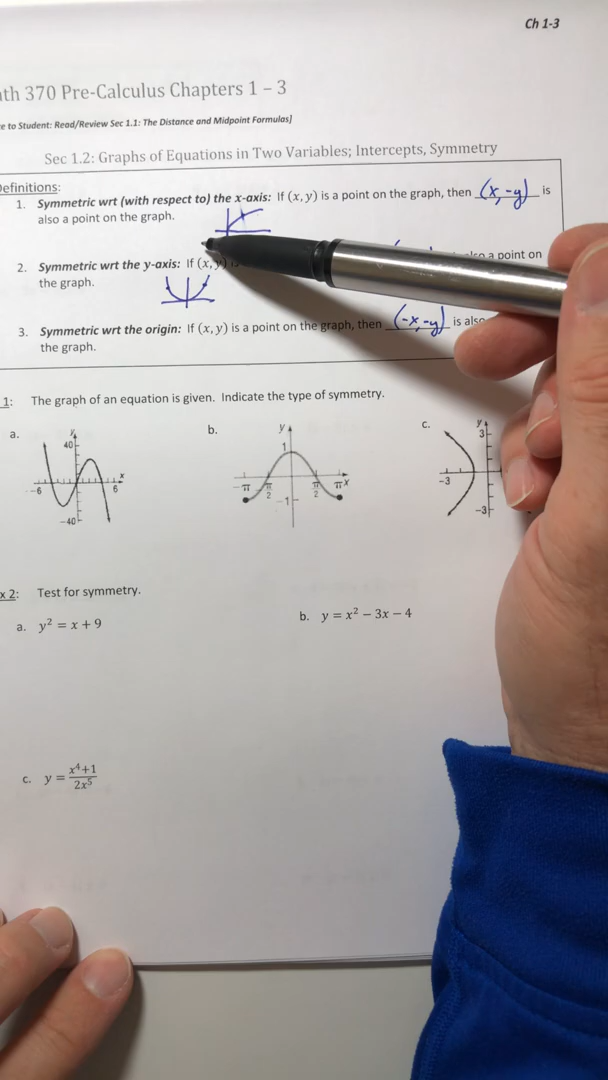 Ch 1-3
ath 370 Pre-Calculus Chapters 1 – 3
e to Student: Read/Review Sec 1.1: The Distance and Midpoint Formulas]
Sec 1.2: Graphs of Equations in Two Variables; Intercepts, Symmetry
Definitions:
1. Symmetric wrt (with respect to) the x-axis: If (x, y) is a point on the graph, then (x, -y) is
also a point on the graph.
2. Symmetric wrt the y-axis: If (x, y) a point on
the graph.
3. Symmetric wrt the origin: If (x, y) is a point on the graph, then (-x, -y) is also
the graph.
1: The graph of an equation is given. Indicate the type of symmetry.
a. b. c.
y 40 x -6 6 -40
y 1 -π π/2 π/2 π x -1
y 3 -3 -3
x 2: Test for symmetry.
a. y² = x + 9 b. y = x² − 3x − 4
c. y = x⁴+1/2x⁵